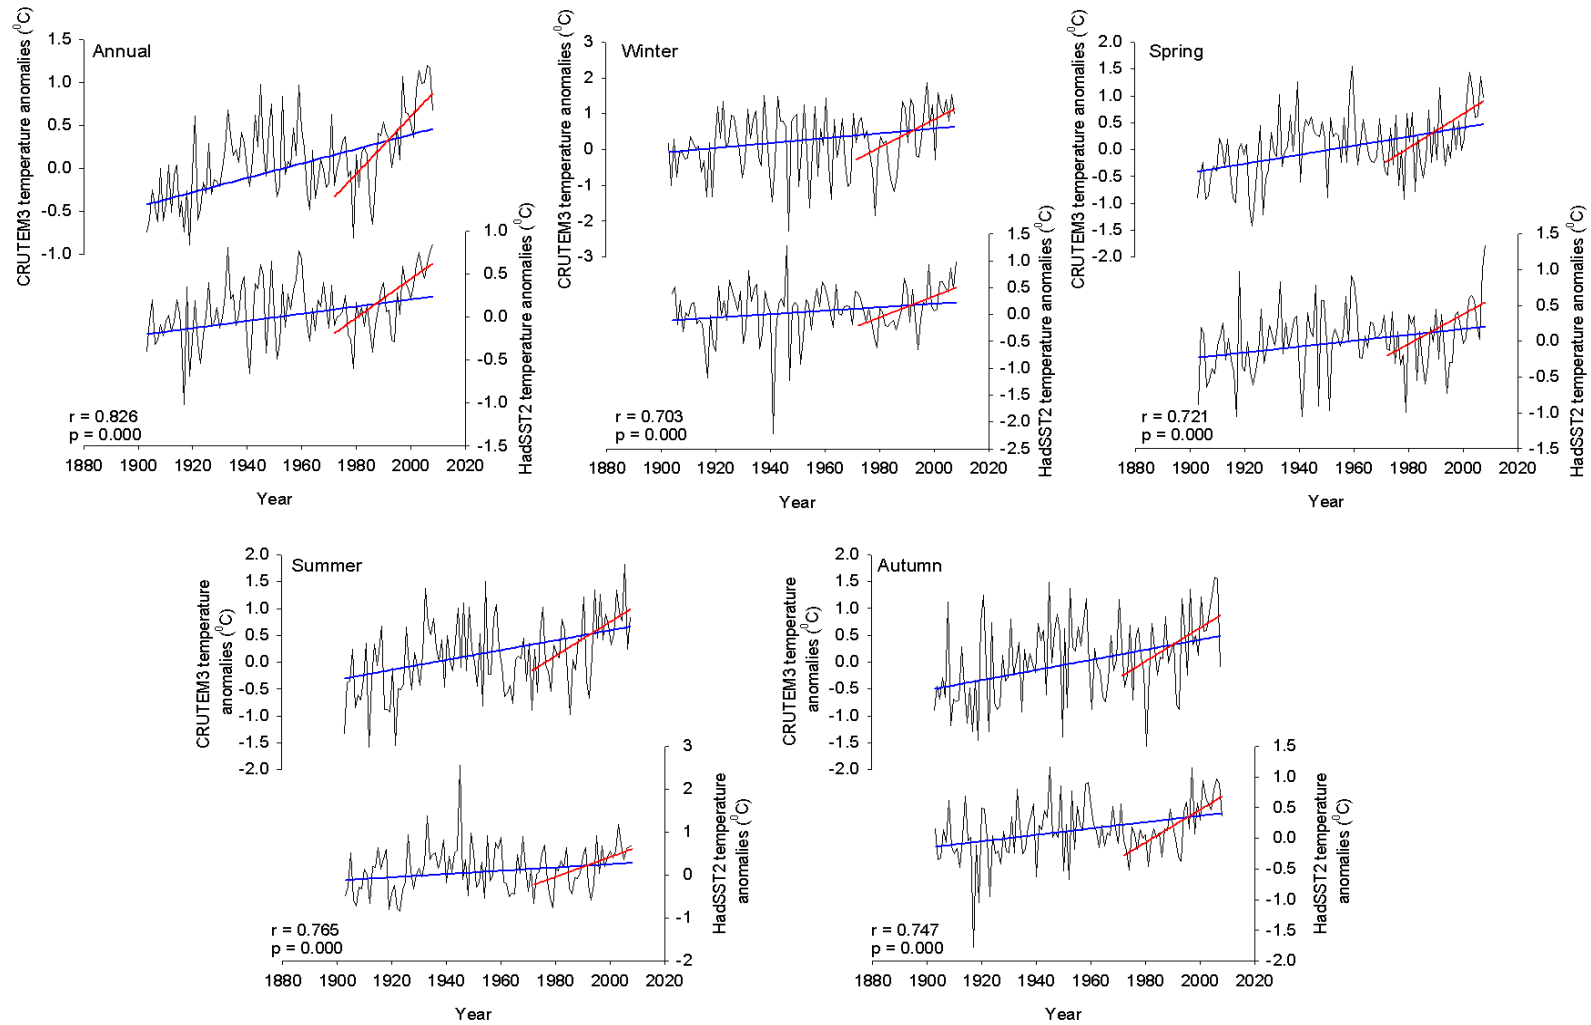 Annual
CRUTEM3 temperature anomalies (⁰C)
1.5
1.0
0.5
0.0
-0.5
-1.0
HadSST2 temperature anomalies (⁰C)
1.0
0.5
0.0
-0.5
-1.0
-1.5
r = 0.826
p = 0.000
1880 1900 1920 1940 1960 1980 2000 2020
Year
Winter
CRUTEM3 temperature anomalies (⁰C)
3
2
1
0
-1
-2
-3
HadSST2 temperature anomalies (⁰C)
1.5
1.0
0.5
0.0
-0.5
-1.0
-1.5
-2.0
-2.5
r = 0.703
p = 0.000
1880 1900 1920 1940 1960 1980 2000 2020
Year
Spring
CRUTEM3 temperature anomalies (⁰C)
2.0
1.5
1.0
0.5
0.0
-0.5
-1.0
-1.5
-2.0
HadSST2 temperature anomalies (⁰C)
1.5
1.0
0.5
0.0
-0.5
-1.0
-1.5
r = 0.721
p = 0.000
1880 1900 1920 1940 1960 1980 2000 2020
Year
Summer
CRUTEM3 temperature
anomalies (⁰C)
2.0
1.5
1.0
0.5
0.0
-0.5
-1.0
-1.5
-2.0
HadSST2 temperature
anomalies (⁰C)
3
2
1
0
-1
-2
r = 0.765
p = 0.000
1880 1900 1920 1940 1960 1980 2000 2020
Year
Autumn
CRUTEM3 temperature
anomalies (⁰C)
2.0
1.5
1.0
0.5
0.0
-0.5
-1.0
-1.5
-2.0
HadSST2 temperature
anomalies (⁰C)
1.5
1.0
0.5
0.0
-0.5
-1.0
-1.5
-2.0
r = 0.747
p = 0.000
1880 1900 1920 1940 1960 1980 2000 2020
Year